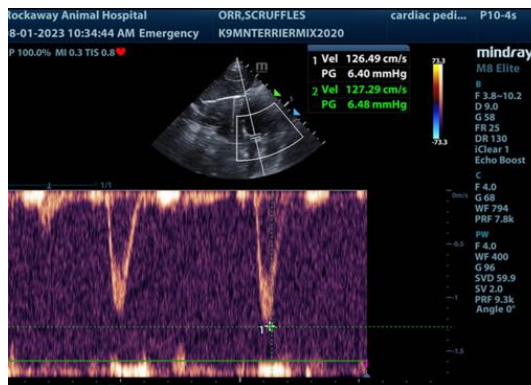 Rockaway Animal Hospital ORR,SCRUFFLES cardiac pedi... P10-4s
8-01-2023 10:34:44 AM Emergency K9MNTERRIERMIX2020
P 100.0% MI 0.3 TIS 0.8
m
1 Vel 126.49 cm/s
PG 6.40 mmHg
2 Vel 127.29 cm/s
PG 6.48 mmHg
73.3
-73.3
mindray
M8 Elite
B
F 3.8~10.2
D 9.0
G 58
FR 25
DR 130
iClear 1
Echo Boost
C
F 4.0
G 68
WF 794
PRF 7.8k
PW
F 4.0
WF 400
G 96
SVD 59.9
SV 2.0
PRF 9.3k
Angle 0°
1/1
0m/s
-0.5
-1
-1.5
1